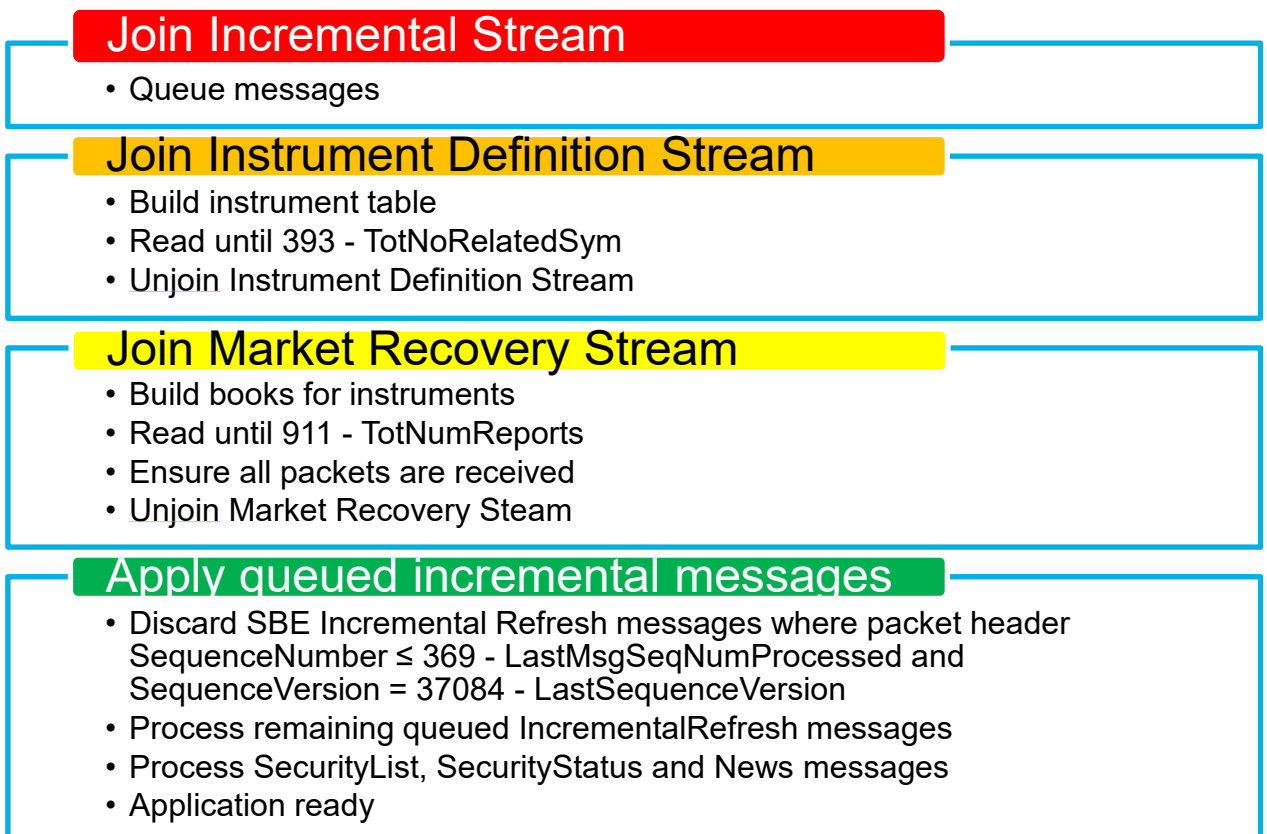 Join Incremental Stream
• Queue messages
Join Instrument Definition Stream
• Build instrument table
• Read until 393 - TotNoRelatedSym
• Unjoin Instrument Definition Stream
Join Market Recovery Stream
• Build books for instruments
• Read until 911 - TotNumReports
• Ensure all packets are received
• Unjoin Market Recovery Steam
Apply queued incremental messages
• Discard SBE Incremental Refresh messages where packet header
SequenceNumber ≤ 369 - LastMsgSeqNumProcessed and
SequenceVersion = 37084 - LastSequenceVersion
• Process remaining queued IncrementalRefresh messages
• Process SecurityList, SecurityStatus and News messages
• Application ready